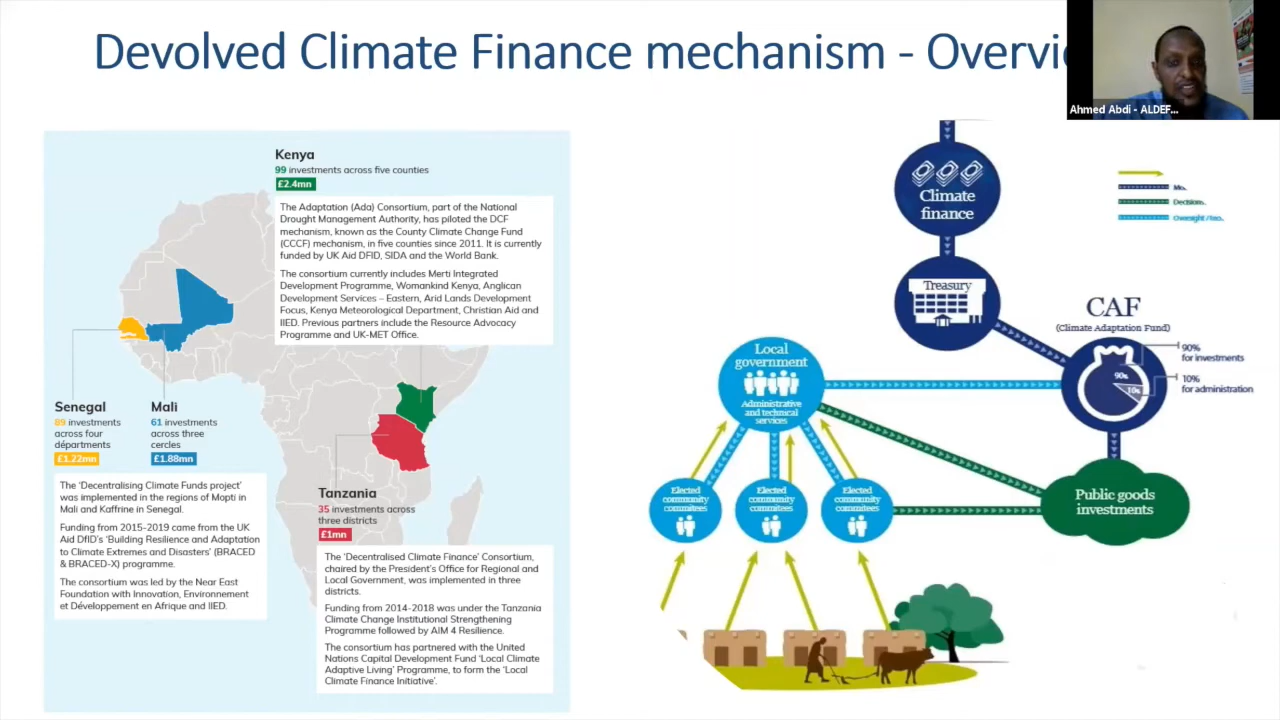 Devolved Climate Finance mechanism - Overvi
Ahmed Abdi - ALDEF...
Kenya
99 investments across five counties
£2.4mn
The Adaptation (Ada) Consortium, part of the National
Drought Management Authority, has piloted the DCF
mechanism, known as the County Climate Change Fund
(CCCF) mechanism, in five counties since 2011. It is currently
funded by UK Aid DFID, SIDA and the World Bank.
The consortium currently includes Merti Integrated
Development Programme, Womankind Kenya, Anglican
Development Services – Eastern, Arid Lands Development
Focus, Kenya Meteorological Department, Christian Aid and
IIED. Previous partners include the Resource Advocacy
Programme and UK-MET Office.
Senegal
89 investments
across four
départments
£1.22mn
Mali
61 investments
across three
cercles
£1.88mn
The ‘Decentralising Climate Funds project’
was implemented in the regions of Mopti in
Mali and Kaffrine in Senegal.
Funding from 2015-2019 came from the UK
Aid DfID’s ‘Building Resilience and Adaptation
to Climate Extremes and Disasters’ (BRACED
& BRACED-X) programme.
The consortium was led by the Near East
Foundation with Innovation, Environnement
et Développement en Afrique and IIED.
Tanzania
35 investments across
three districts
£1mn
The ‘Decentralised Climate Finance’ Consortium,
chaired by the President’s Office for Regional and
Local Government, was implemented in three
districts.
Funding from 2014-2018 was under the Tanzania
Climate Change Institutional Strengthening
Programme followed by AIM 4 Resilience.
The consortium has partnered with the United
Nations Capital Development Fund ‘Local Climate
Adaptive Living’ Programme, to form the ‘Local
Climate Finance Initiative’.
Climate
finance
Treasury
CAF
(Climate Adaptation Fund)
90%
for investments
10%
for administration
90%
10%
Local
government
Administrative
and technical
services
Elected
community
commitees
Elected
community
commitees
Elected
community
commitees
Public goods
investments
Decisions
Oversight